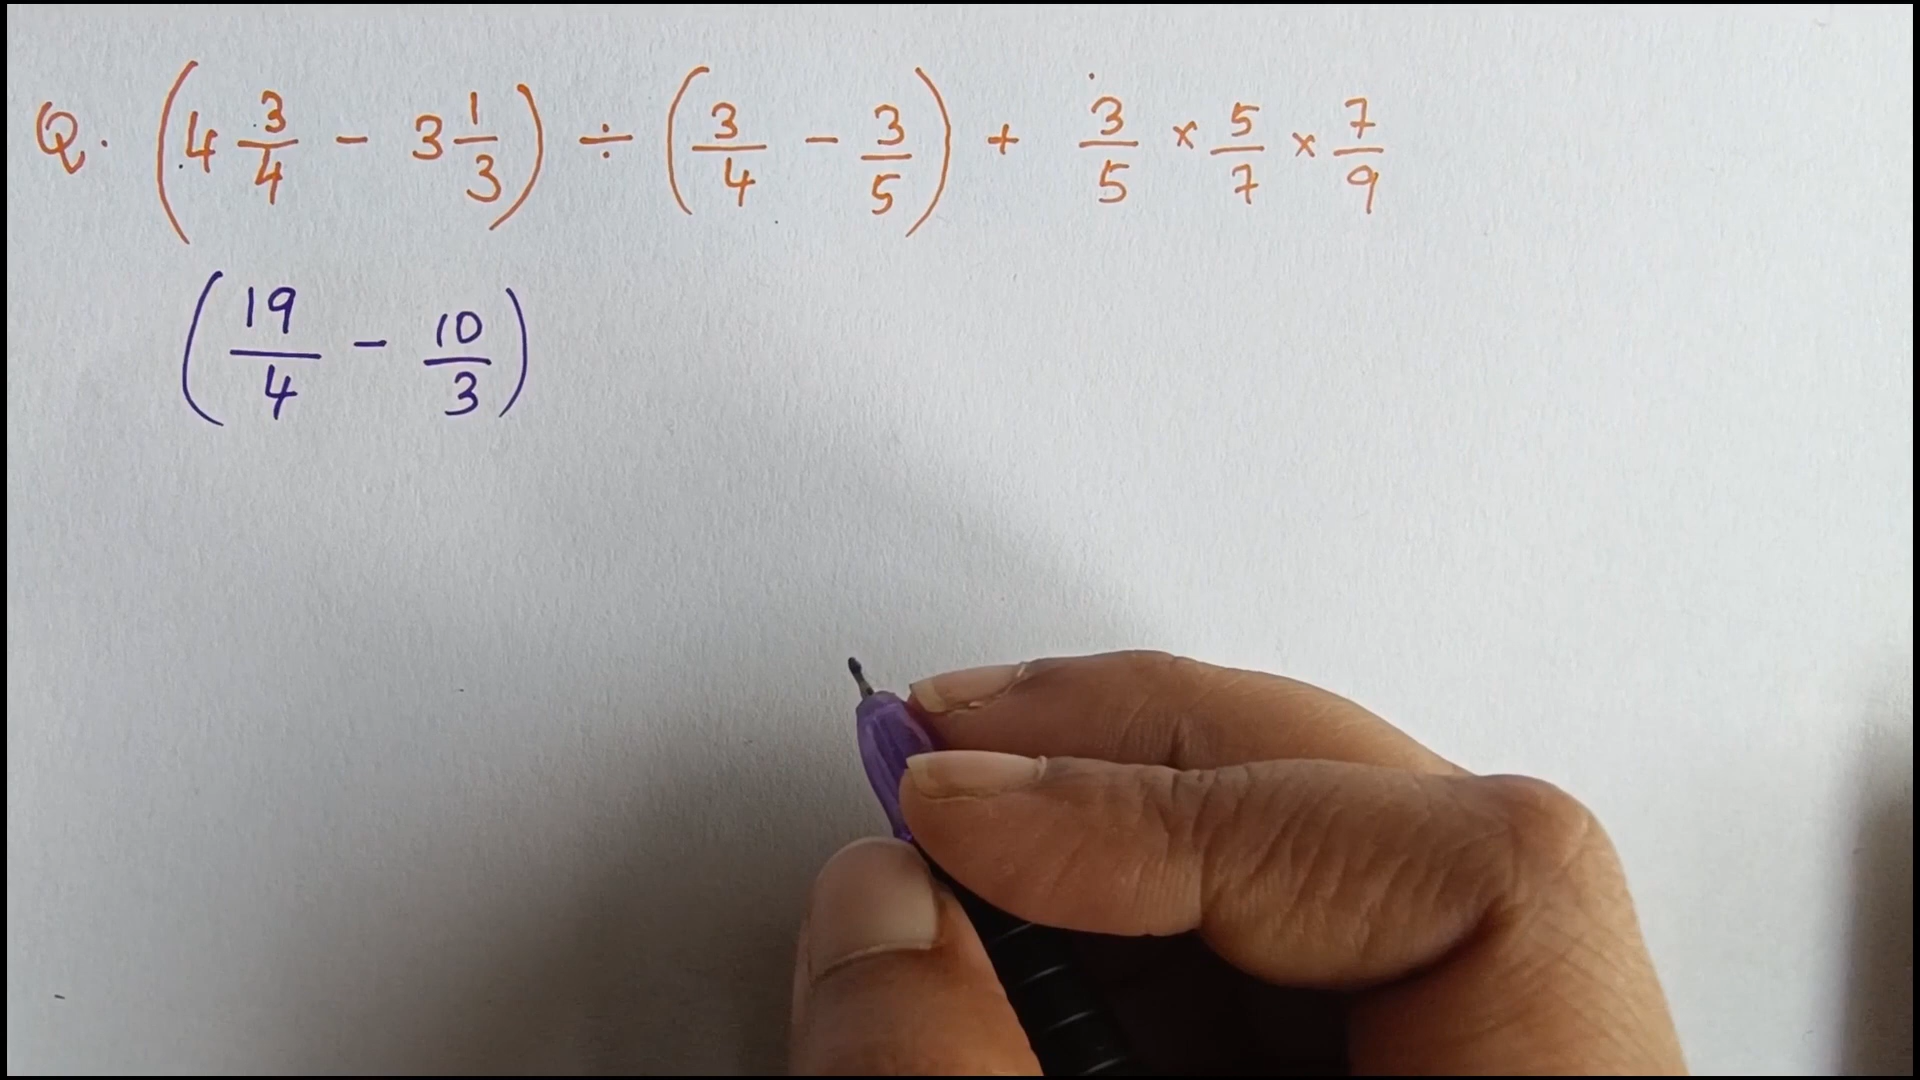 Q. (4 3/4 - 3 1/3) ÷ (3/4 - 3/5) + 3/5 × 5/7 × 7/9
(19/4 - 10/3)